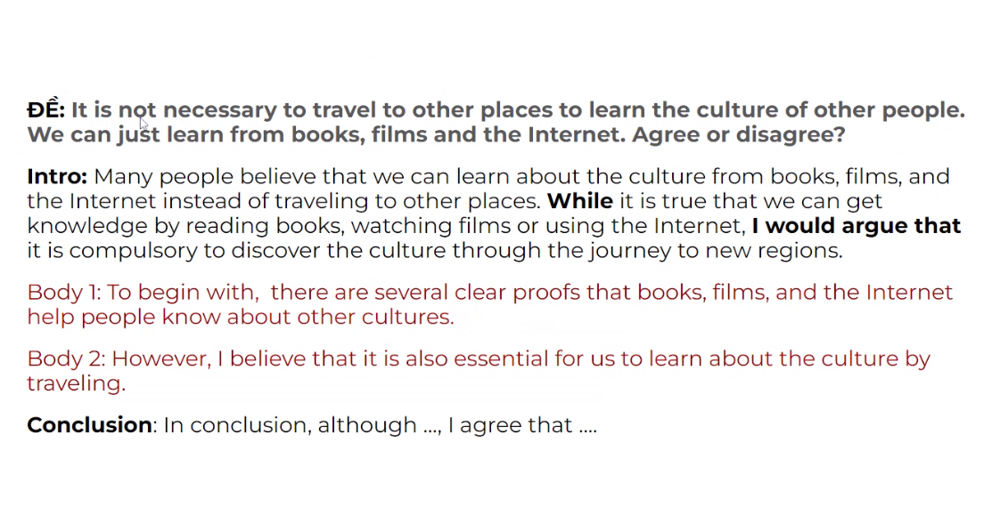 ĐỀ: It is not necessary to travel to other places to learn the culture of other people.
We can just learn from books, films and the Internet. Agree or disagree?
Intro: Many people believe that we can learn about the culture from books, films, and
the Internet instead of traveling to other places. While it is true that we can get
knowledge by reading books, watching films or using the Internet, I would argue that
it is compulsory to discover the culture through the journey to new regions.
Body 1: To begin with,  there are several clear proofs that books, films, and the Internet
help people know about other cultures.
Body 2: However, I believe that it is also essential for us to learn about the culture by
traveling.
Conclusion: In conclusion, although ..., I agree that ....